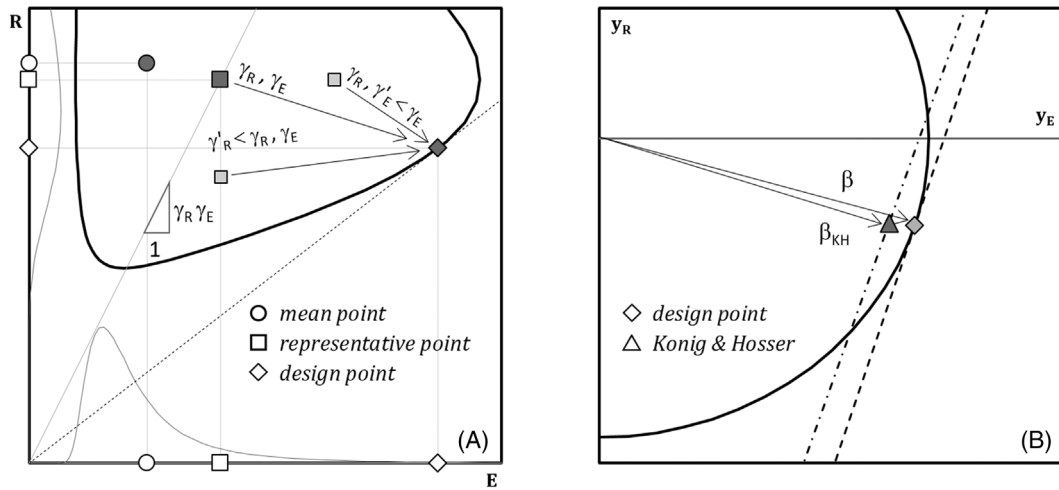 R
γR , γE
γR, γ'E < γE
γ'R < γR , γE
γR γE
1
mean point
representative point
design point
(A)
E
yR
yE
β
βKH
design point
Konig & Hosser
(B)